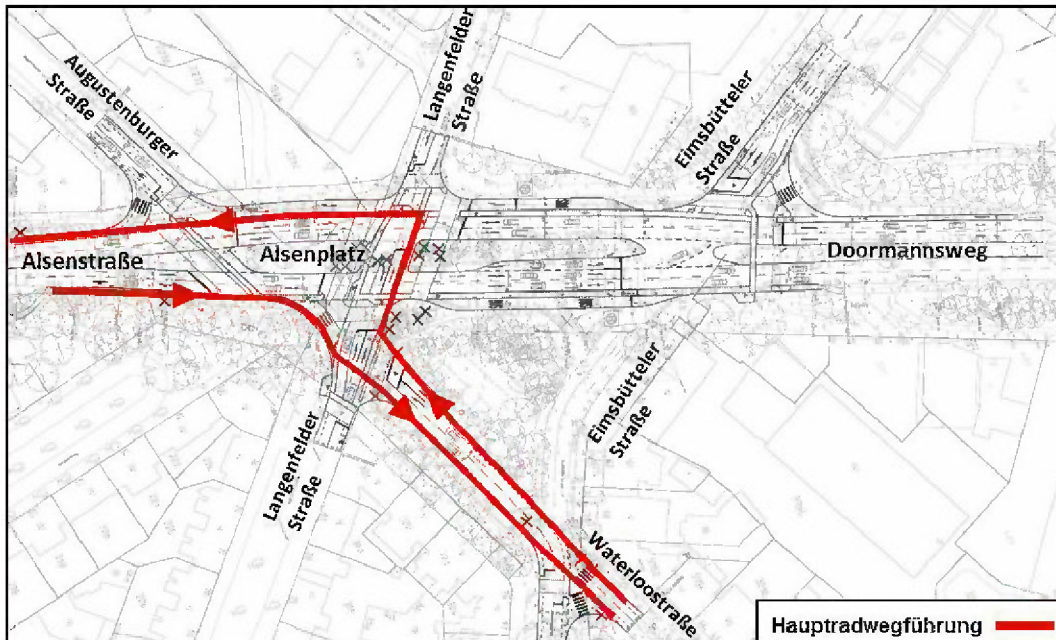 Augustenburger
Straße
Langenfelder
Straße
Eimsbütteler
Straße
Alsenstraße
Alsenplatz
Doormannsweg
Langenfelder
Straße
Eimsbütteler
Straße
Waterloostraße
Hauptradwegführung